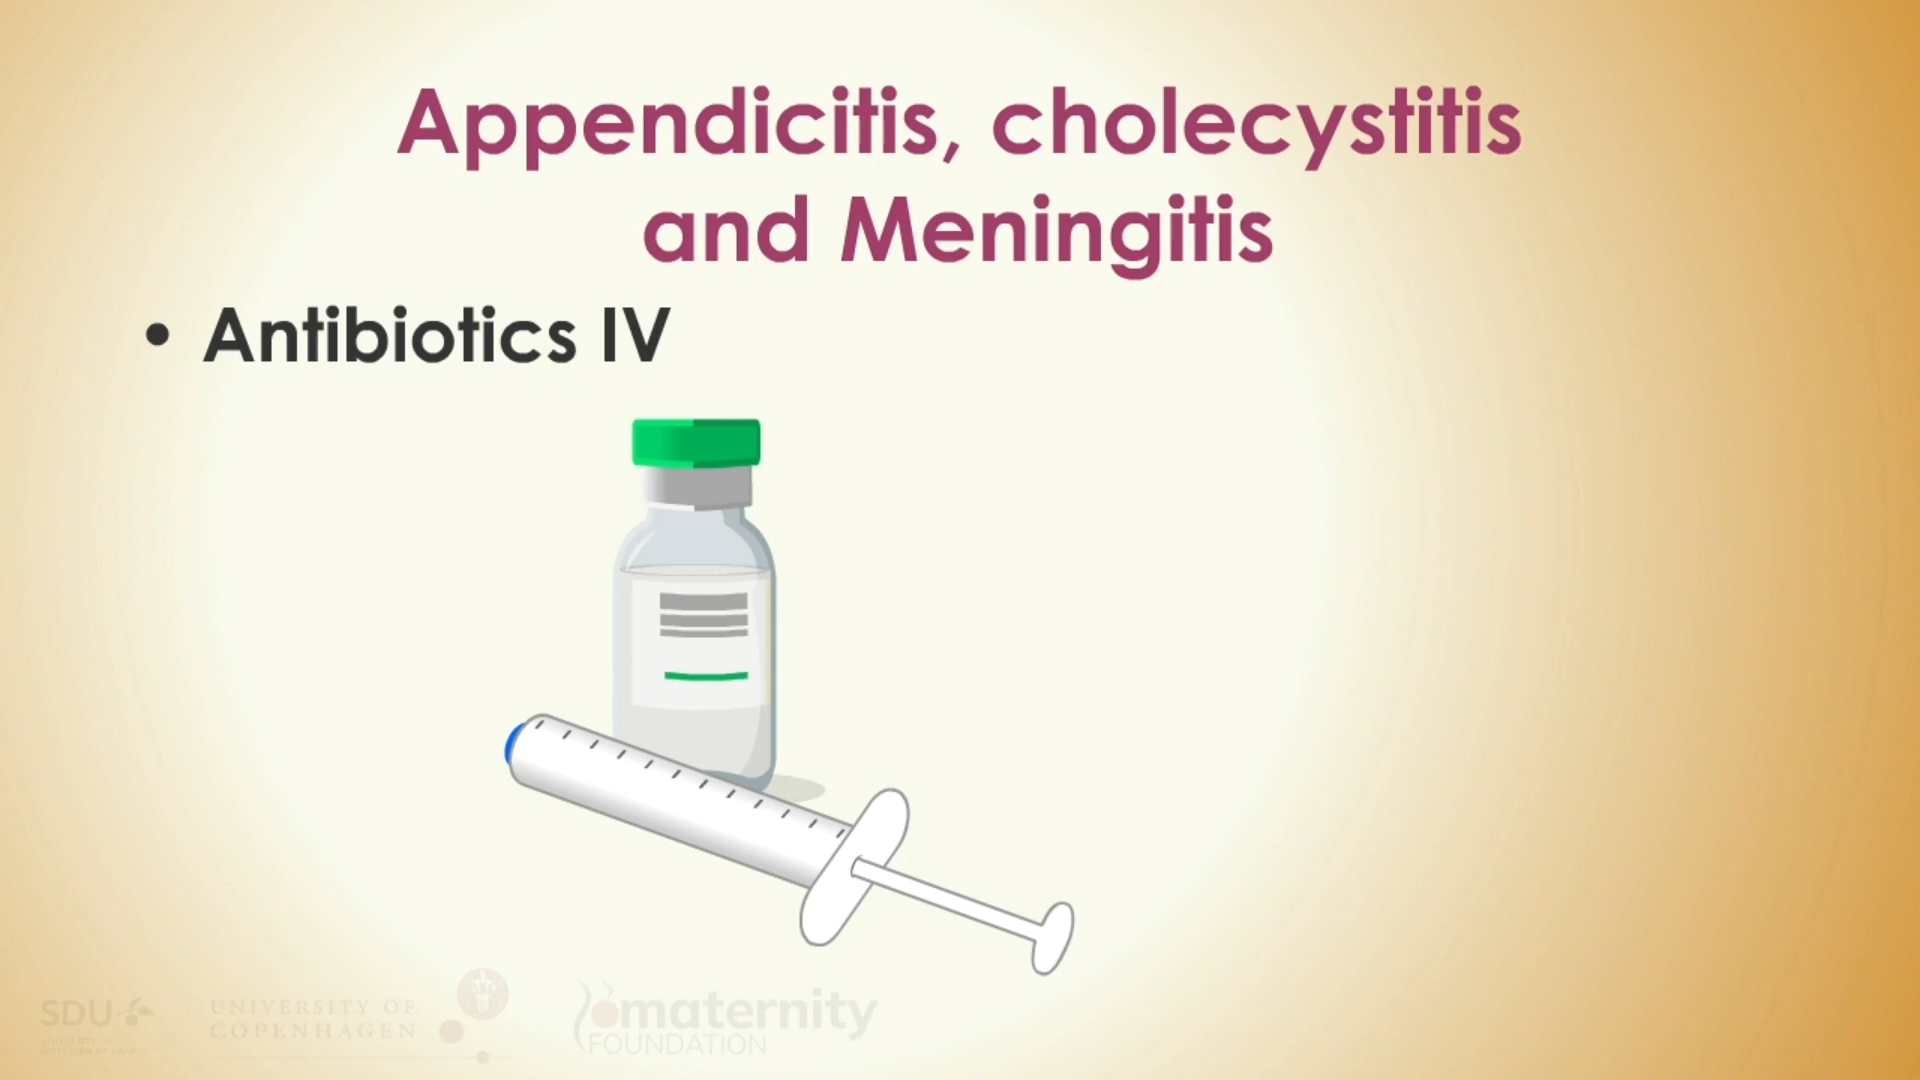 Appendicitis, cholecystitis
and Meningitis
• Antibiotics IV
SDU
UNIVERSITY OF
COPENHAGEN
maternity
FOUNDATION